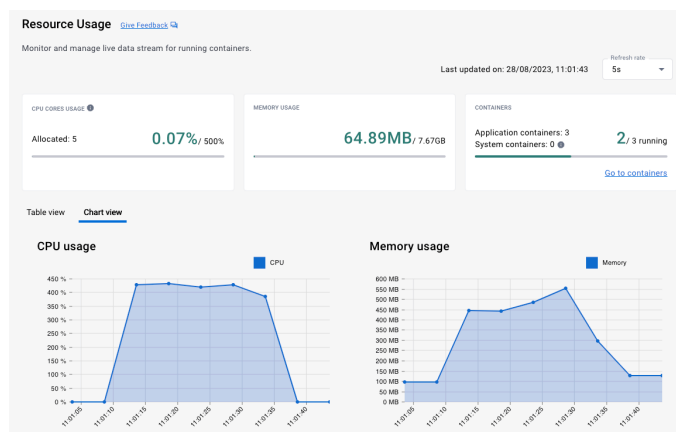 Resource Usage Give Feedback
Monitor and manage live data stream for running containers.
Refresh rate
Last updated on: 28/08/2023, 11:01:43 5s
CPU CORES USAGE
Allocated: 5 0.07% / 500%
MEMORY USAGE
64.89MB / 7.67GB
CONTAINERS
Application containers: 3
System containers: 0
2 / 3 running
Go to containers
Table view Chart view
CPU usage
CPU
450 %
400 %
350 %
300 %
250 %
200 %
150 %
100 %
50 %
0 %
11:01:05 11:01:10 11:01:15 11:01:20 11:01:25 11:01:30 11:01:35 11:01:40
Memory usage
Memory
600 MB
550 MB
500 MB
450 MB
400 MB
350 MB
300 MB
250 MB
200 MB
150 MB
100 MB
50 MB
0 MB
11:01:05 11:01:10 11:01:15 11:01:20 11:01:25 11:01:30 11:01:35 11:01:40